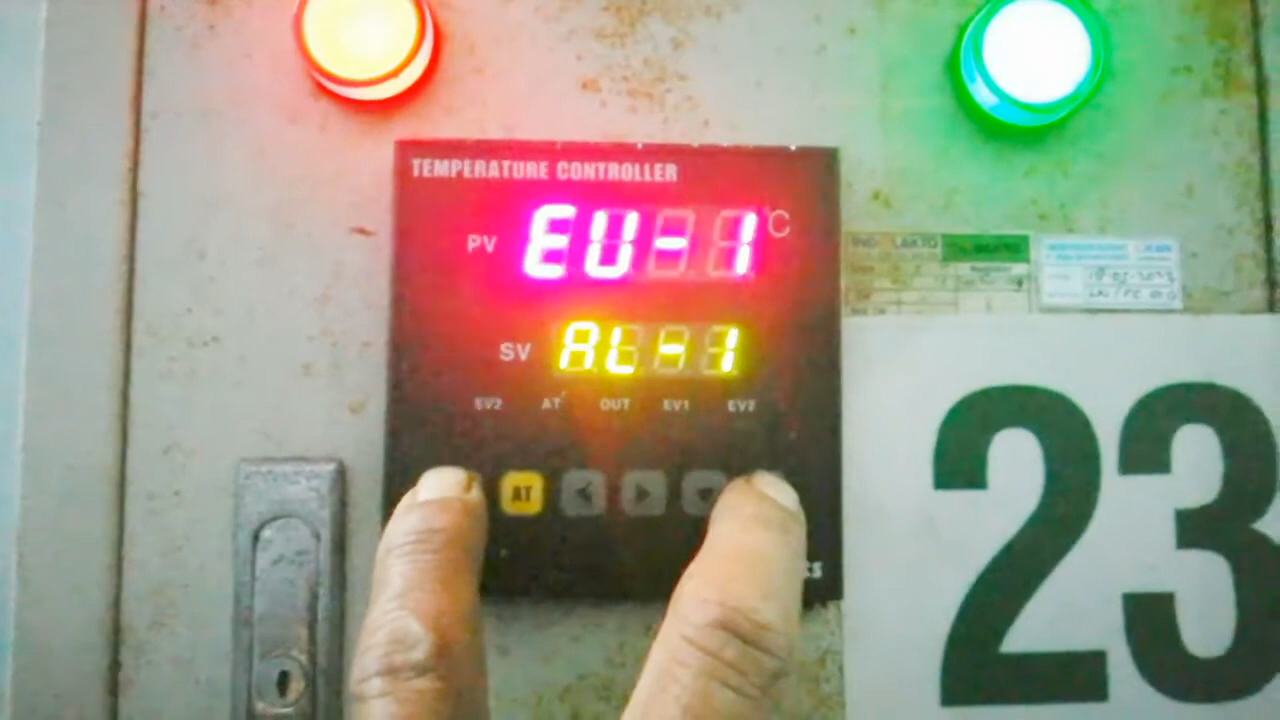 TEMPERATURE CONTROLLER
PV EU-1 °C
SV AL-1
EV2 AT OUT EV1 EV2
AT
23